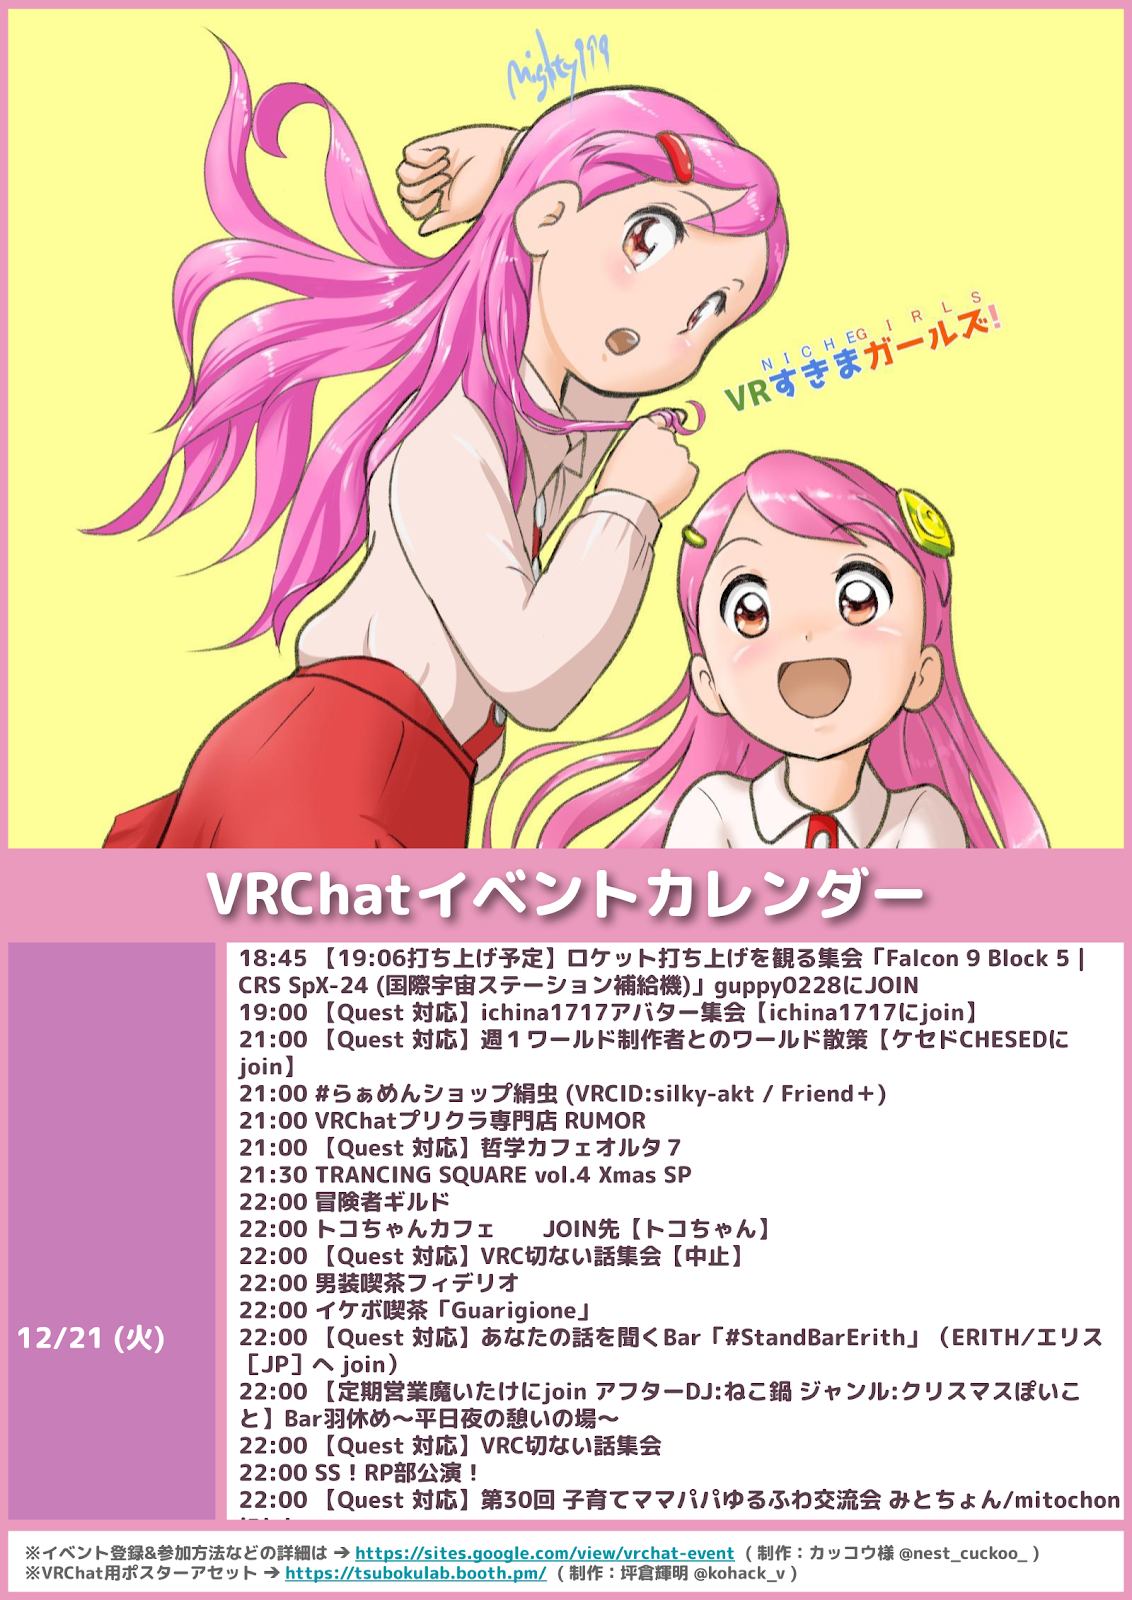 mighty199
NICHE GIRLS
VRすきまガールズ!
VRChatイベントカレンダー
12/21 (火)
18:45 【19:06打ち上げ予定】ロケット打ち上げを観る集会「Falcon 9 Block 5 |
CRS SpX-24 (国際宇宙ステーション補給機)」guppy0228にJOIN
19:00 【Quest 対応】ichina1717アバター集会【ichina1717にjoin】
21:00 【Quest 対応】週１ワールド制作者とのワールド散策【ケセドCHESEDに
join】
21:00 #らぁめんショップ絹虫 (VRCID:silky-akt / Friend＋)
21:00 VRChatプリクラ専門店 RUMOR
21:00 【Quest 対応】哲学カフェオルタ７
21:30 TRANCING SQUARE vol.4 Xmas SP
22:00 冒険者ギルド
22:00 トコちゃんカフェ　　JOIN先【トコちゃん】
22:00 【Quest 対応】VRC切ない話集会【中止】
22:00 男装喫茶フィデリオ
22:00 イケボ喫茶「Guarigione」
22:00 【Quest 対応】あなたの話を聞くBar「#StandBarErith」（ERITH/エリス
［JP］へ join）
22:00 【定期営業魔いたけにjoin アフターDJ:ねこ鍋 ジャンル:クリスマスぽいこ
と】Bar羽休め～平日夜の憩いの場～
22:00 【Quest 対応】VRC切ない話集会
22:00 SS！RP部公演！
22:00 【Quest 対応】第30回 子育てママパパゆるふわ交流会 みとちょん/mitochon
※イベント登録&参加方法などの詳細は ➔ https://sites.google.com/view/vrchat-event ( 制作：カッコウ様 @nest_cuckoo_ )
※VRChat用ポスターアセット ➔ https://tsubokulab.booth.pm/ ( 制作：坪倉輝明 @kohack_v )